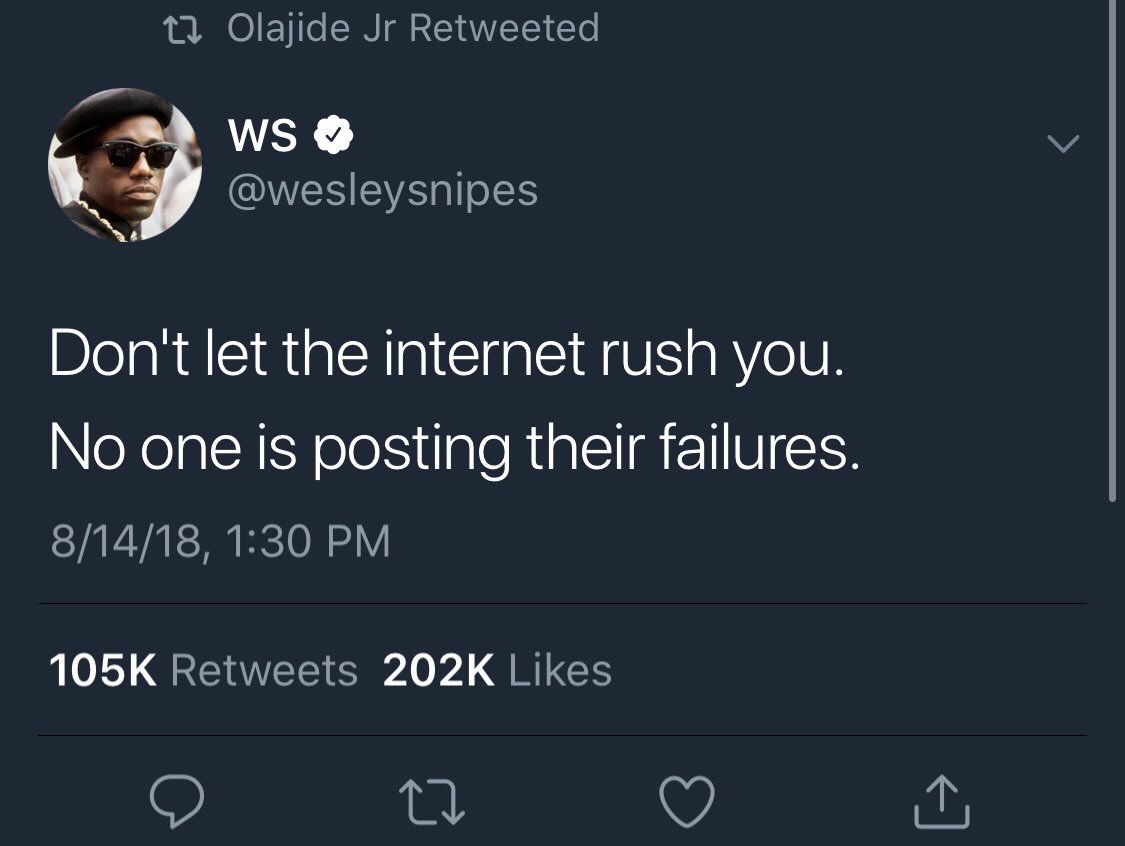 Olajide Jr Retweeted
WS
@wesleysnipes
Don't let the internet rush you.
No one is posting their failures.
8/14/18, 1:30 PM
105K Retweets 202K Likes